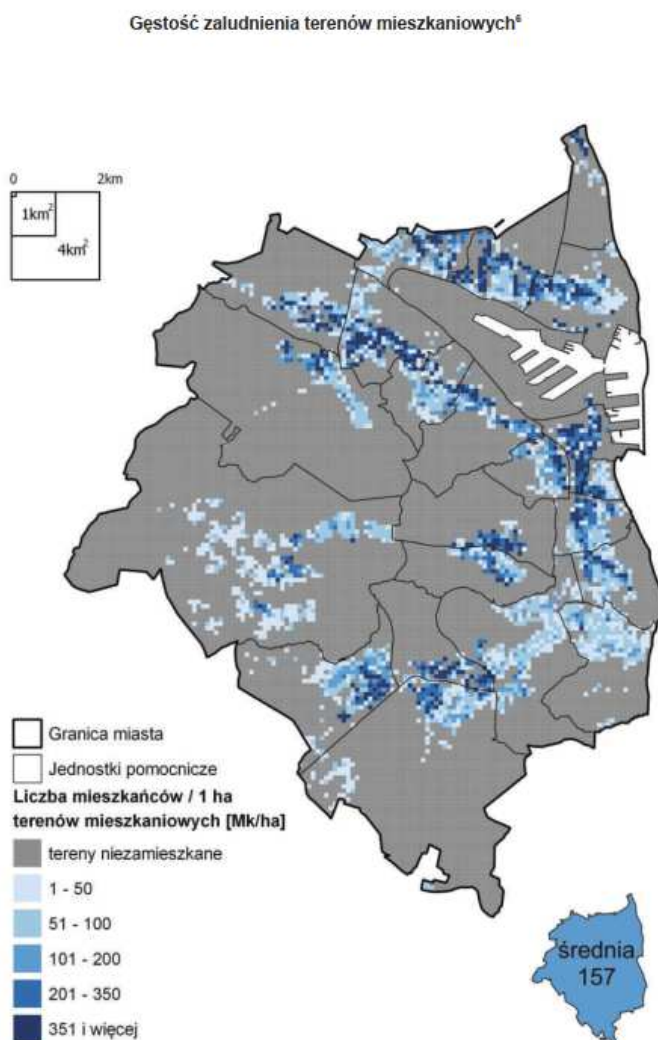 Gęstość zaludnienia terenów mieszkaniowych⁶
0 2km
1km²
4km²
Granica miasta
Jednostki pomocnicze
Liczba mieszkańców / 1 ha
terenów mieszkaniowych [Mk/ha]
tereny niezamieszkane
1 - 50
51 - 100
101 - 200
201 - 350
351 i więcej
średnia
157